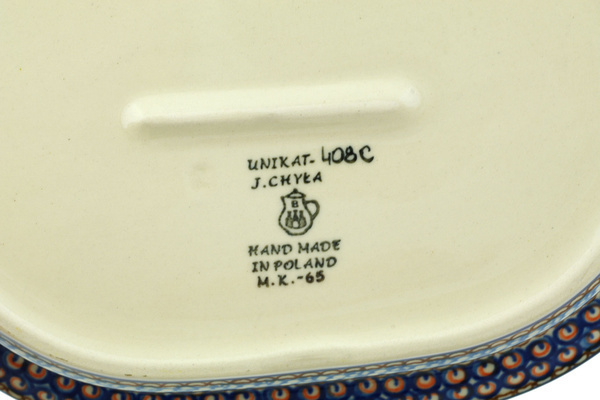 UNIKAT- 408C
J. CHYŁA
B
HAND MADE
IN POLAND
M.K.-65